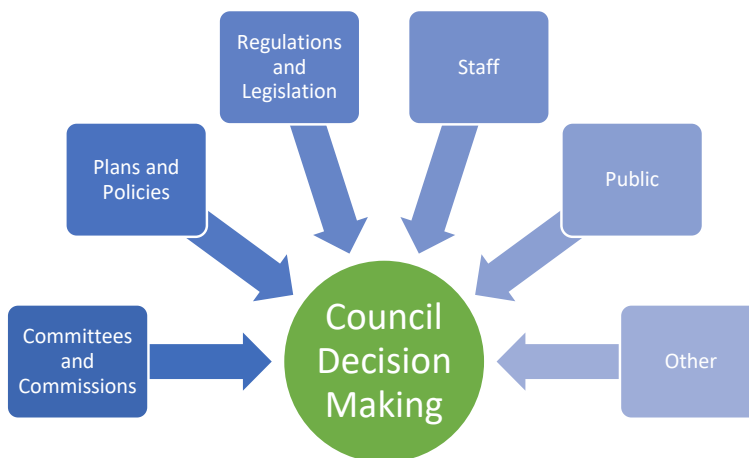 Regulations
and
Legislation
Staff
Plans and
Policies
Public
Committees
and
Commissions
Council
Decision
Making
Other